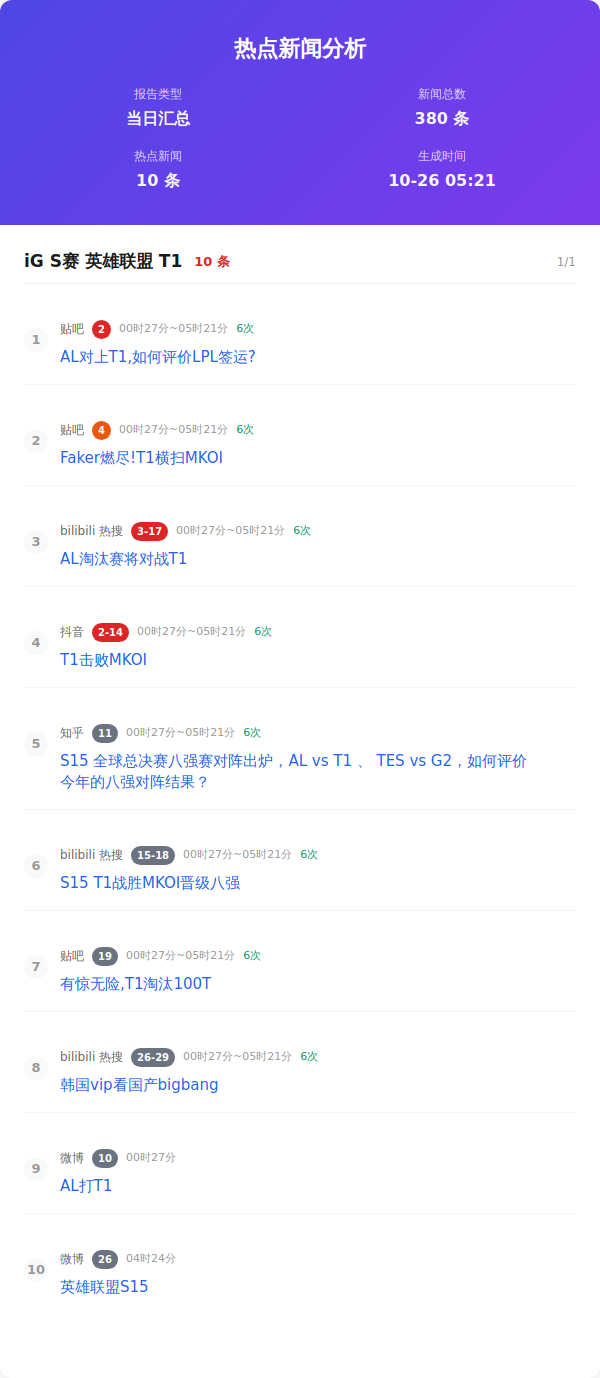 热点新闻分析
报告类型
新闻总数
当日汇总
380 条
热点新闻
生成时间
10 条
10-26 05:21
iG S赛 英雄联盟 T1 10 条 1/1
1
贴吧 2 00时27分~05时21分 6次
AL对上T1,如何评价LPL签运?
2
贴吧 4 00时27分~05时21分 6次
Faker燃尽!T1横扫MKOI
3
bilibili 热搜 3-17 00时27分~05时21分 6次
AL淘汰赛将对战T1
4
抖音 2-14 00时27分~05时21分 6次
T1击败MKOI
5
知乎 11 00时27分~05时21分 6次
S15 全球总决赛八强赛对阵出炉，AL vs T1 、 TES vs G2，如何评价
今年的八强对阵结果？
6
bilibili 热搜 15-18 00时27分~05时21分 6次
S15 T1战胜MKOI晋级八强
7
贴吧 19 00时27分~05时21分 6次
有惊无险,T1淘汰100T
8
bilibili 热搜 26-29 00时27分~05时21分 6次
韩国vip看国产bigbang
9
微博 10 00时27分
AL打T1
10
微博 26 04时24分
英雄联盟S15